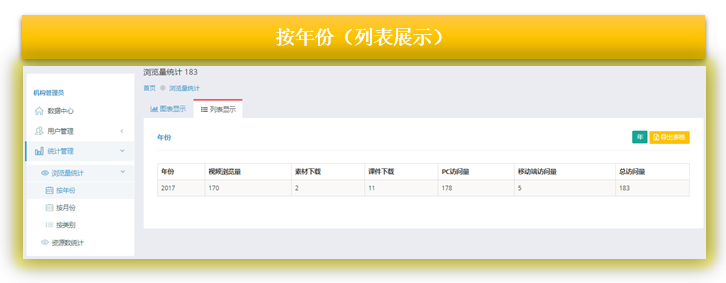 按年份（列表展示）
浏览量统计 183
首页 浏览量统计
机构管理员
数据中心
用户管理
统计管理
浏览量统计
按年份
按月份
按类别
资源数统计
图表显示 列表显示
年份
年 导出表格
年份 视频浏览量 素材下载 课件下载 PC访问量 移动端访问量 总访问量
2017 170 2 11 178 5 183